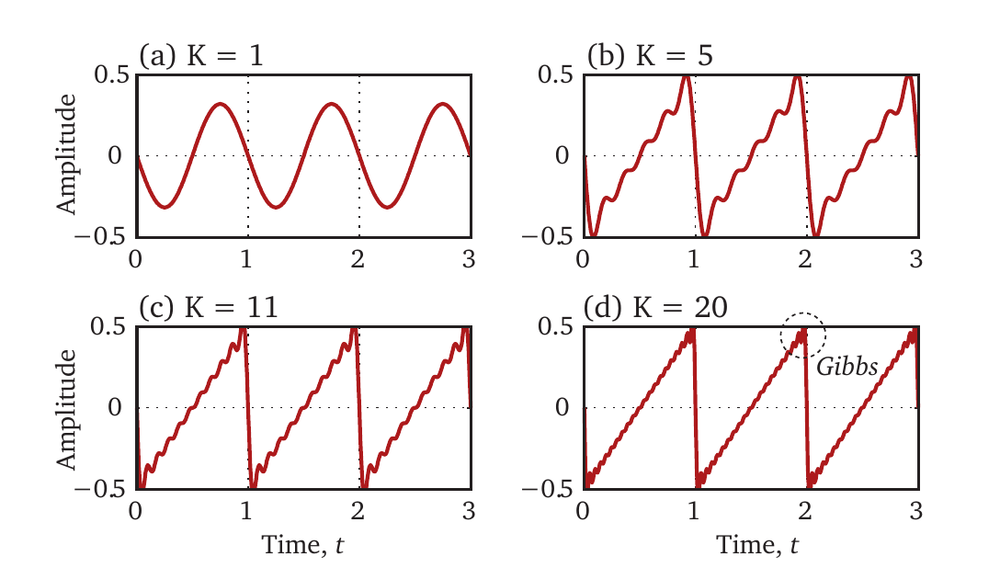 (a) K = 1
0.5
0
−0.5
Amplitude
0 1 2 3
(b) K = 5
0.5
0
−0.5
0 1 2 3
(c) K = 11
0.5
0
−0.5
Amplitude
0 1 2 3
Time, t
(d) K = 20
0.5
0
−0.5
Gibbs
0 1 2 3
Time, t